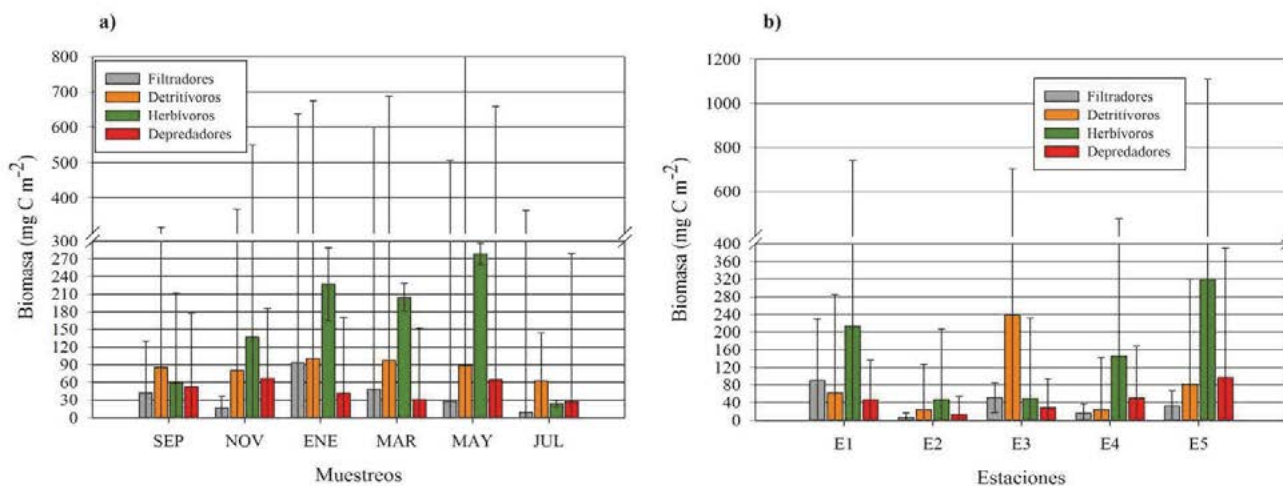 a)
800
700
600
500
400
300
270
240
210
180
150
120
90
60
30
0
Biomasa (mg C m⁻²)
Filtradores
Detritívoros
Herbívoros
Depredadores
SEP NOV ENE MAR MAY JUL
Muestreos
b)
1200
1000
800
600
400
360
320
280
240
200
160
120
80
40
0
Biomasa (mg C m⁻²)
Filtradores
Detritívoros
Herbívoros
Depredadores
E1 E2 E3 E4 E5
Estaciones